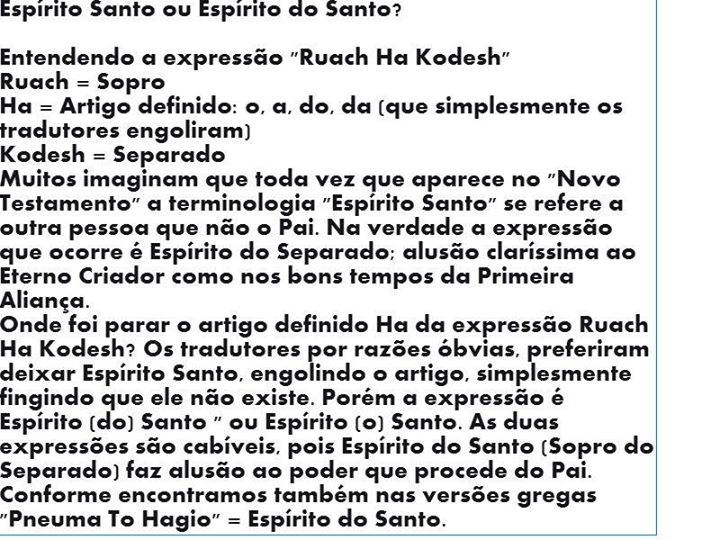 Espírito Santo ou Espírito do Santo?
Entendendo a expressão "Ruach Ha Kodesh"
Ruach = Sopro
Ha = Artigo definido: o, a, do, da (que simplesmente os
tradutores engoliram)
Kodesh = Separado
Muitos imaginam que toda vez que aparece no "Novo
Testamento" a terminologia "Espírito Santo" se refere a
outra pessoa que não o Pai. Na verdade a expressão
que ocorre é Espírito do Separado; alusão claríssima ao
Eterno Criador como nos bons tempos da Primeira
Aliança.
Onde foi parar o artigo definido Ha da expressão Ruach
Ha Kodesh? Os tradutores por razões óbvias, preferiram
deixar Espírito Santo, engolindo o artigo, simplesmente
fingindo que ele não existe. Porém a expressão é
Espírito (do) Santo " ou Espírito (o) Santo. As duas
expressões são cabíveis, pois Espírito do Santo (Sopro do
Separado) faz alusão ao poder que procede do Pai.
Conforme encontramos também nas versões gregas
"Pneuma To Hagio" = Espírito do Santo.